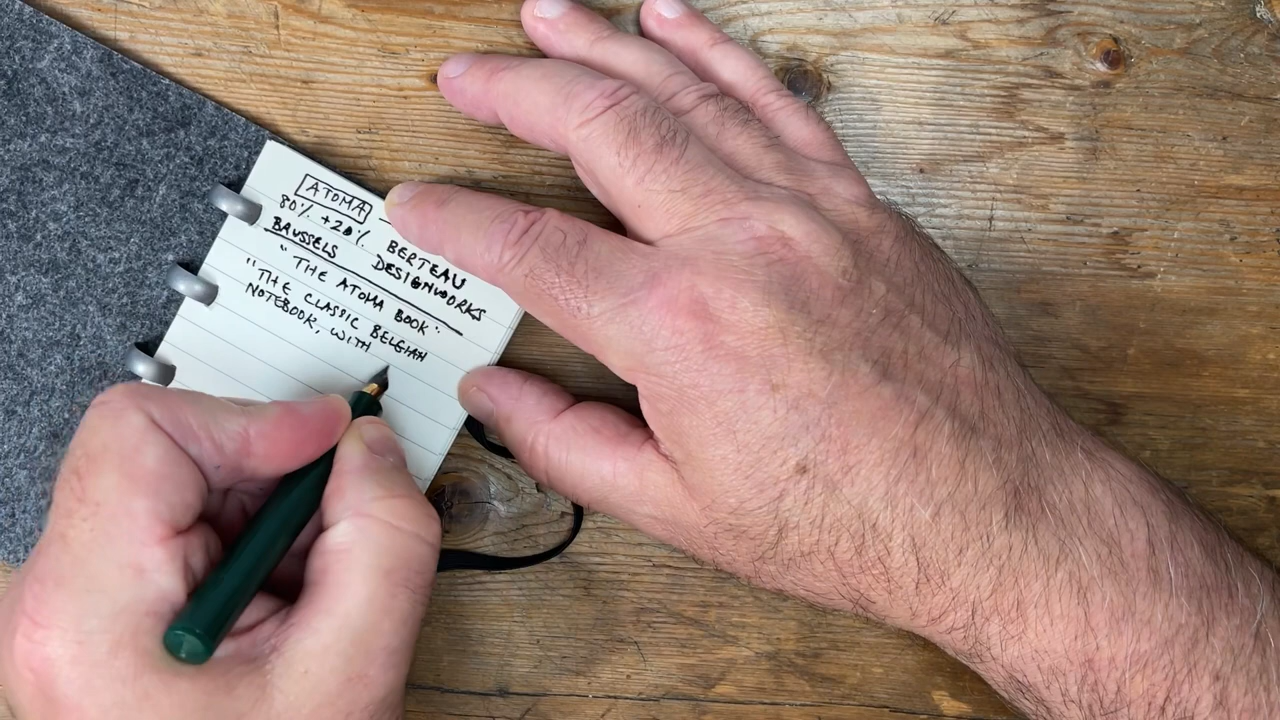 ATOMA
80% + 20% BERTEAU
BRUSSELS DESIGNWORKS
"THE ATOMA BOOK".
"THE CLASSIC BELGIAN
NOTEBOOK, WITH